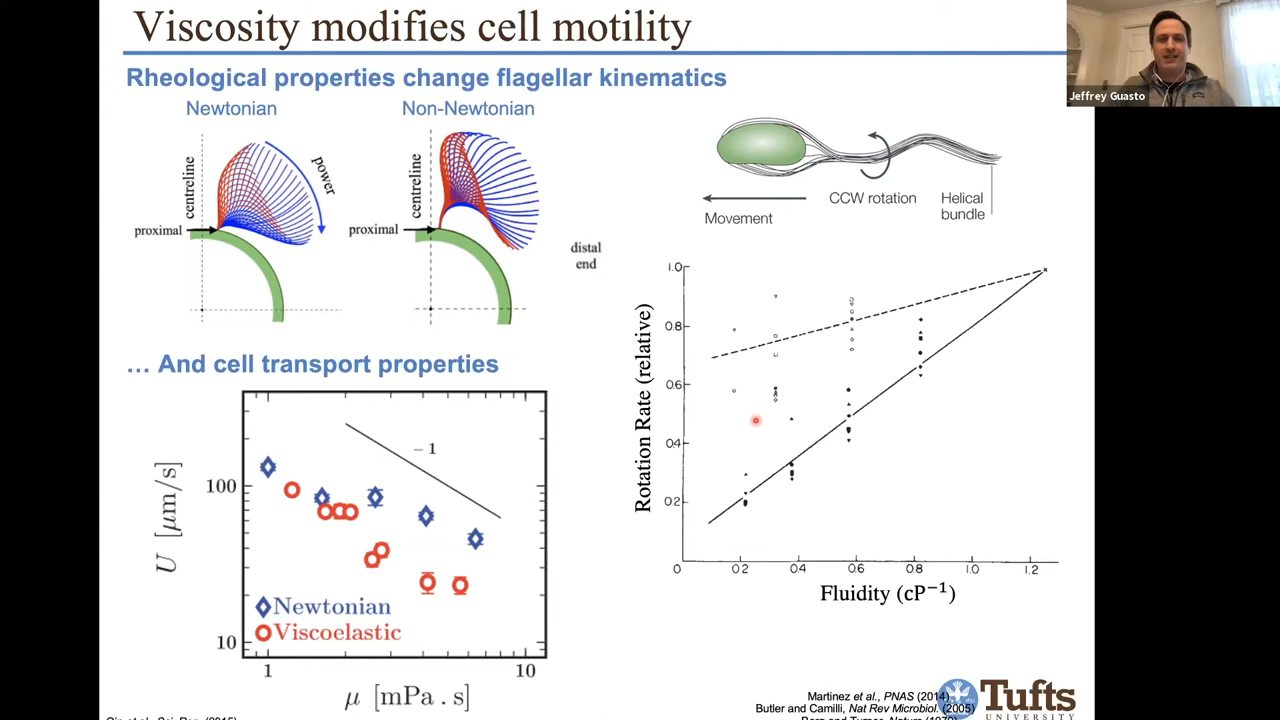 Viscosity modifies cell motility
Jeffrey Guasto
Rheological properties change flagellar kinematics
Newtonian
Non-Newtonian
centreline
power
proximal
centreline
proximal
distal
end
Movement
CCW rotation
Helical
bundle
… And cell transport properties
U [μm/s]
100
10
−1
Newtonian
Viscoelastic
1
10
μ [mPa.s]
Rotation Rate (relative)
1.0
0.8
0.6
0.4
0.2
0
0.2
0.4
0.6
0.8
1.0
1.2
Fluidity (cP⁻¹)
Martinez et al., PNAS (2014)
Butler and Camilli, Nat Rev Microbiol. (2005)
Tufts
UNIVERSITY